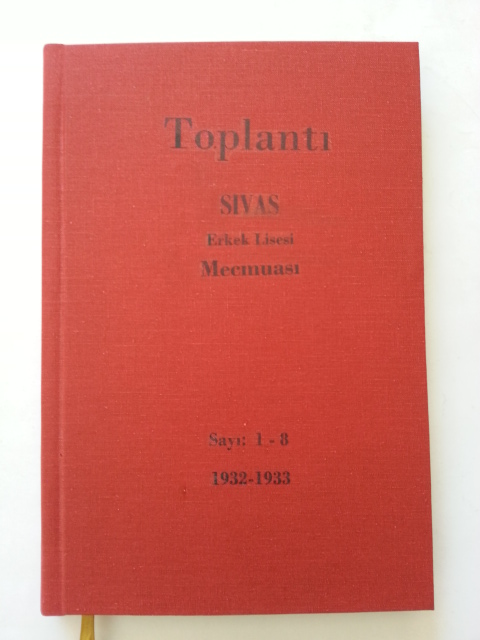 Toplantı
SIVAS
Erkek Lisesi
Mecmuası
Sayı: 1 - 8
1932-1933